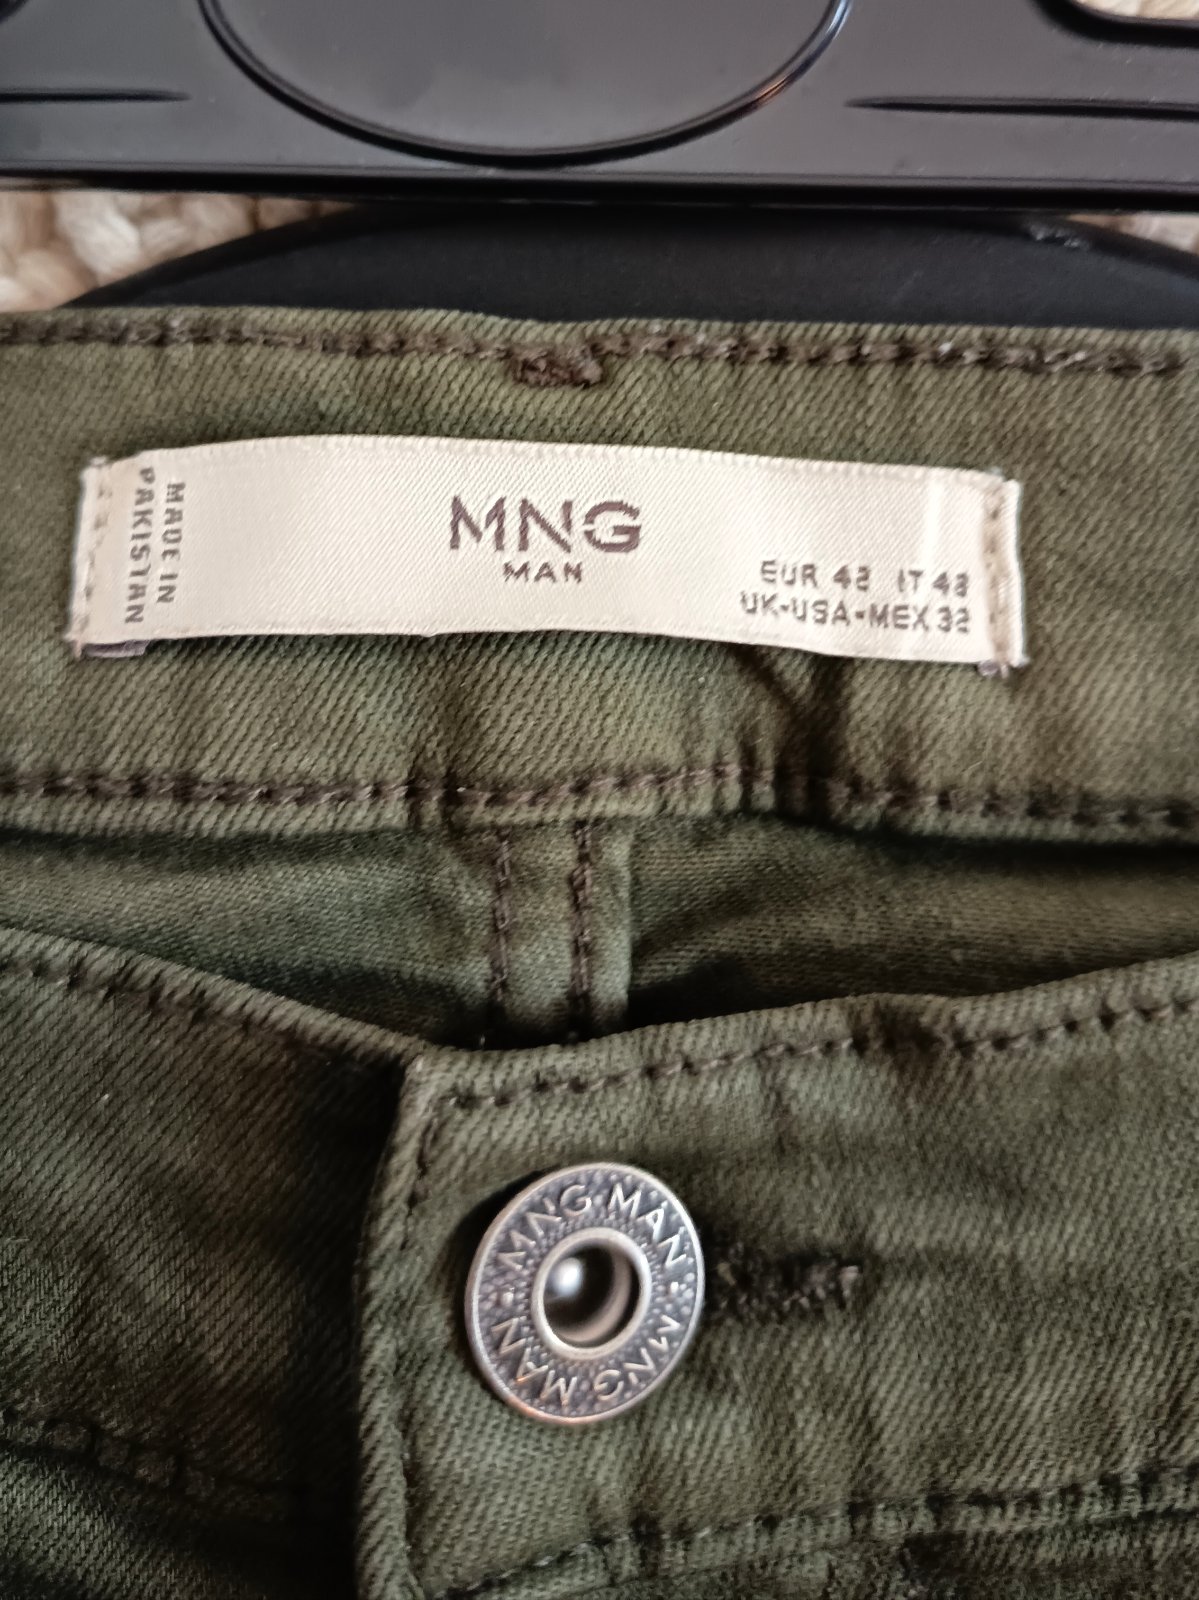 MADE IN
PAKISTAN
MNG
MAN
EUR 42 IT 48
UK-USA-MEX 32
MNG·MAN·MNG·MAN·